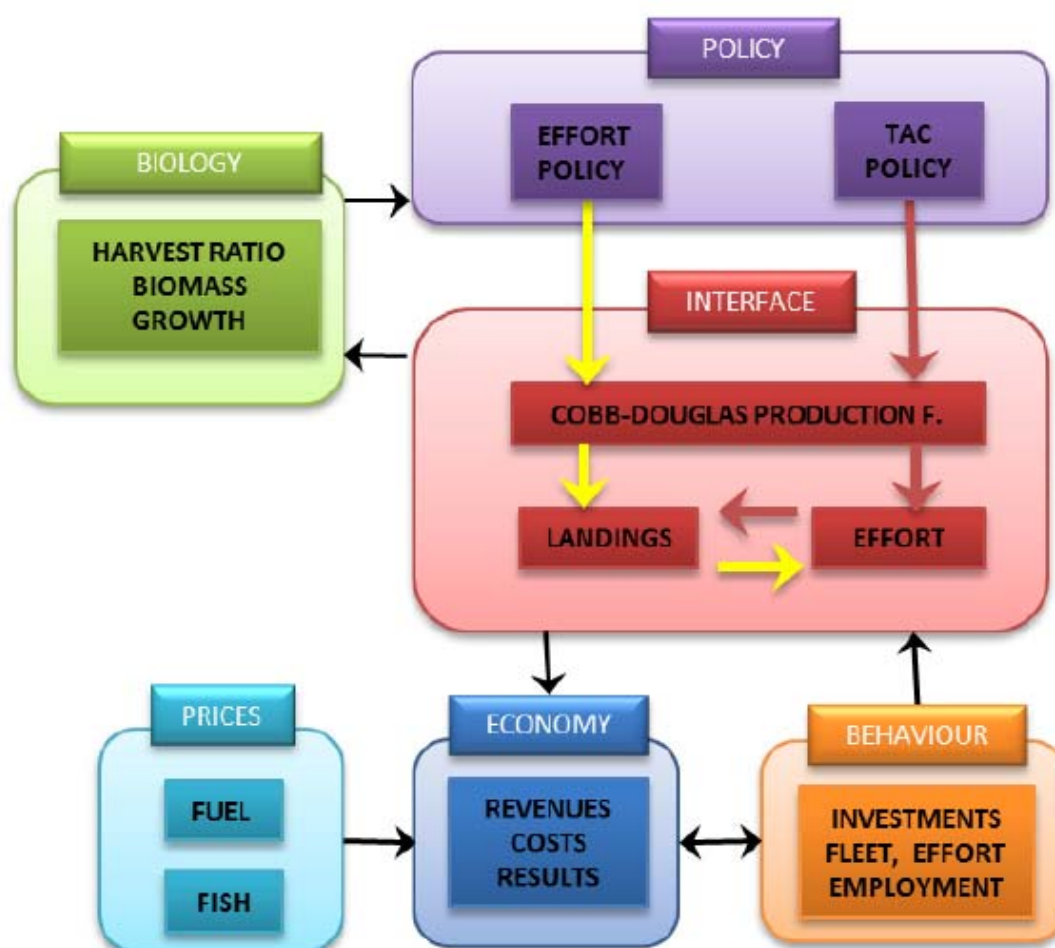 POLICY
EFFORT
POLICY
TAC
POLICY
BIOLOGY
HARVEST RATIO
BIOMASS
GROWTH
INTERFACE
COBB-DOUGLAS PRODUCTION F.
LANDINGS
EFFORT
PRICES
FUEL
FISH
ECONOMY
REVENUES
COSTS
RESULTS
BEHAVIOUR
INVESTMENTS
FLEET, EFFORT
EMPLOYMENT